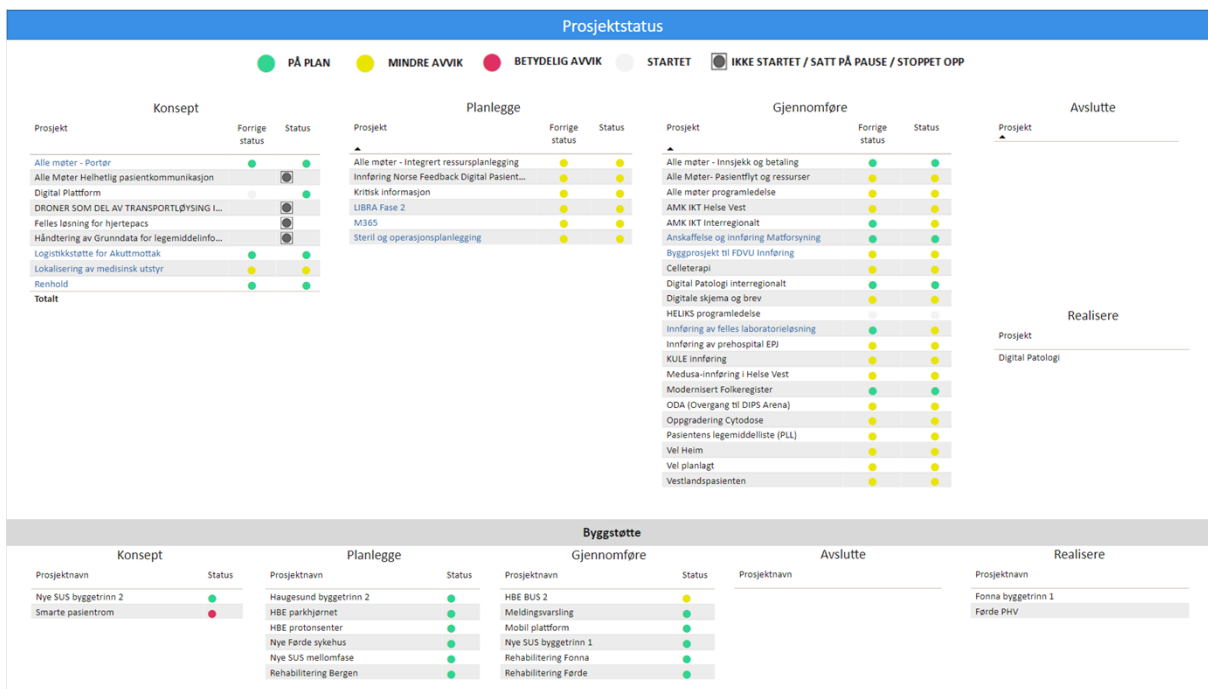 Prosjektstatus
PÅ PLAN MINDRE AVVIK BETYDELIG AVVIK STARTET IKKE STARTET / SATT PÅ PAUSE / STOPPET OPP
Konsept
Prosjekt Forrige status Status
Alle møter - Portør
Alle Møter Helhetlig pasientkommunikasjon
Digital Plattform
DRONER SOM DEL AV TRANSPORTLØYSING I...
Felles løsning for hjertepacs
Håndtering av Grunndata for legemiddelinfo...
Logistikkstøtte for Akuttmottak
Lokalisering av medisinsk utstyr
Renhold
Totalt
Planlegge
Prosjekt Forrige status Status
Alle møter - Integrert ressursplanlegging
Innføring Norse Feedback Digital Pasient...
Kritisk informasjon
LIBRA Fase 2
M365
Steril og operasjonsplanlegging
Gjennomføre
Prosjekt Forrige status Status
Alle møter - Innsjekk og betaling
Alle Møter- Pasientflyt og ressurser
Alle møter programledelse
AMK IKT Helse Vest
AMK IKT Interregionalt
Anskaffelse og innføring Matforsyning
Byggprosjekt til FDVU Innføring
Celleterapi
Digital Patologi interregionalt
Digitale skjema og brev
HELIKS programledelse
Innføring av felles laboratorieløsning
Innføring av prehospital EPJ
KULE innføring
Medusa-innføring i Helse Vest
Modernisert Folkeregister
ODA (Overgang til DIPS Arena)
Oppgradering Cytodose
Pasientens legemiddelliste (PLL)
Vel Heim
Vel planlagt
Vestlandspasienten
Avslutte
Prosjekt
Realisere
Prosjekt
Digital Patologi
Byggstøtte
Konsept
Prosjektnavn Status
Nye SUS byggetrinn 2
Smarte pasientrom
Planlegge
Prosjektnavn Status
Haugesund byggetrinn 2
HBE parkhjørnet
HBE protonsenter
Nye Førde sykehus
Nye SUS mellomfase
Rehabilitering Bergen
Gjennomføre
Prosjektnavn Status
HBE BUS 2
Meldingsvarsling
Mobil plattform
Nye SUS byggetrinn 1
Rehabilitering Fonna
Rehabilitering Førde
Avslutte
Prosjektnavn
Realisere
Prosjektnavn
Fonna byggetrinn 1
Førde PHV